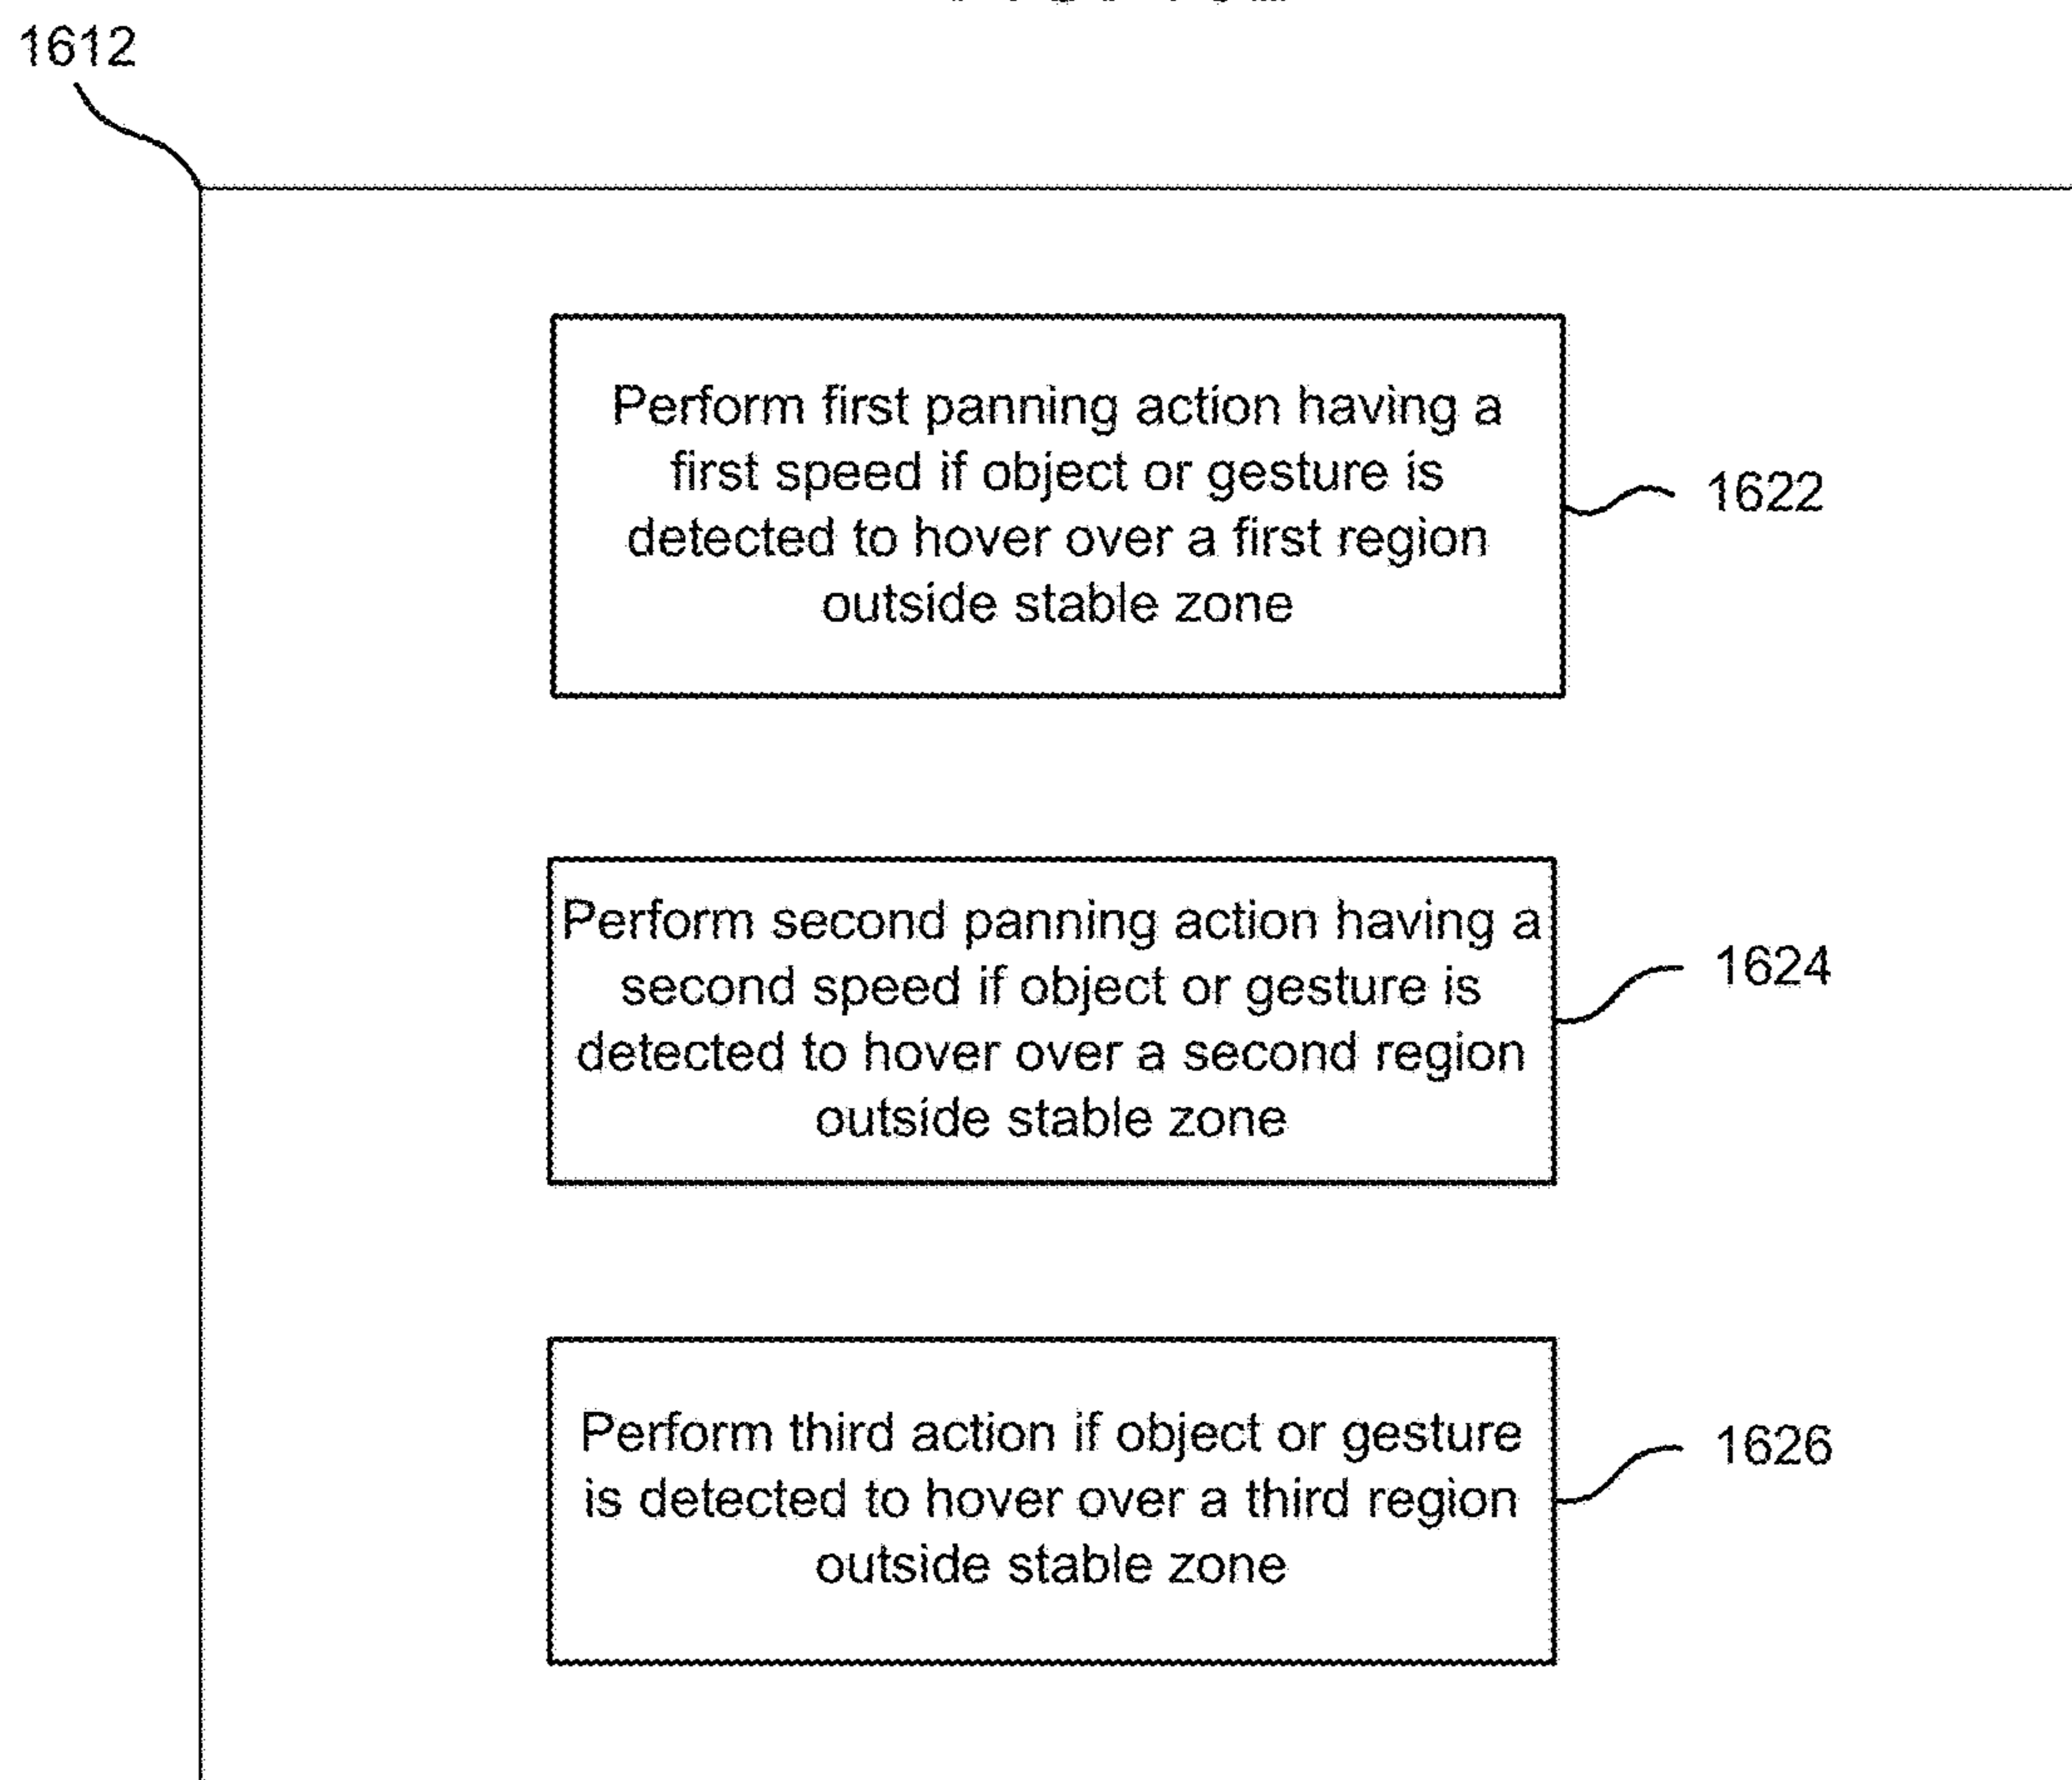 1612
Perform first panning action having a
first speed if object or gesture is
detected to hover over a first region
outside stable zone
1622
Perform second panning action having a
second speed if object or gesture is
detected to hover over a second region
outside stable zone
1624
Perform third action if object or gesture
is detected to hover over a third region
outside stable zone
1626